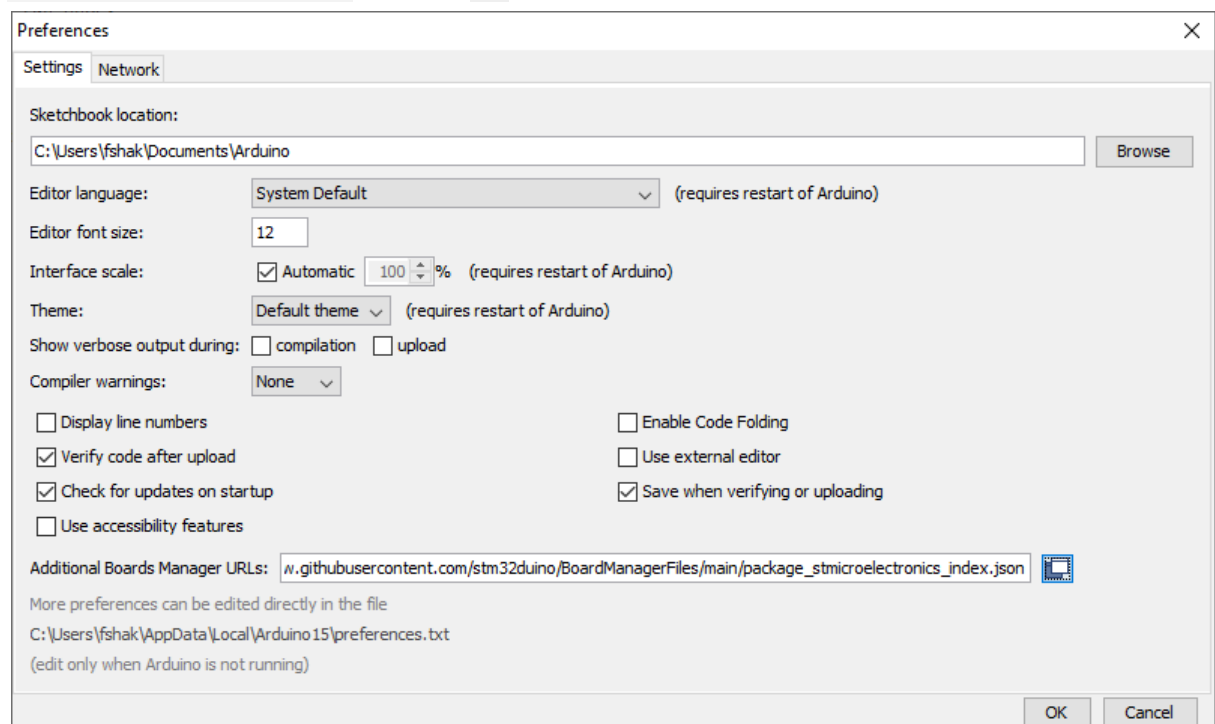 Preferences
Settings Network
Sketchbook location:
C:\Users\fshak\Documents\Arduino Browse
Editor language: System Default (requires restart of Arduino)
Editor font size: 12
Interface scale: Automatic 100 % (requires restart of Arduino)
Theme: Default theme (requires restart of Arduino)
Show verbose output during: compilation upload
Compiler warnings: None
Display line numbers Enable Code Folding
Verify code after upload Use external editor
Check for updates on startup Save when verifying or uploading
Use accessibility features
Additional Boards Manager URLs: w.githubusercontent.com/stm32duino/BoardManagerFiles/main/package_stmicroelectronics_index.json
More preferences can be edited directly in the file
C:\Users\fshak\AppData\Local\Arduino15\preferences.txt
(edit only when Arduino is not running)
OK Cancel